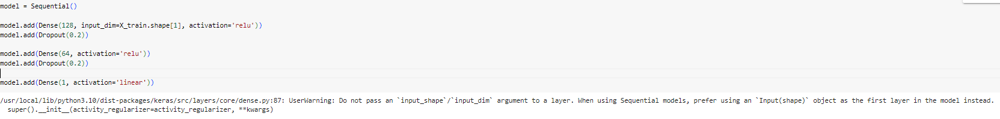 model = Sequential()
model.add(Dense(128, input_dim=X_train.shape[1], activation='relu'))
model.add(Dropout(0.2))
model.add(Dense(64, activation='relu'))
model.add(Dropout(0.2))
model.add(Dense(1, activation='linear'))
/usr/local/lib/python3.10/dist-packages/keras/src/layers/core/dense.py:87: UserWarning: Do not pass an `input_shape`/`input_dim` argument to a layer. When using Sequential models, prefer using an `Input(shape)` object as the first layer in the model instead.
  super().__init__(activity_regularizer=activity_regularizer, **kwargs)